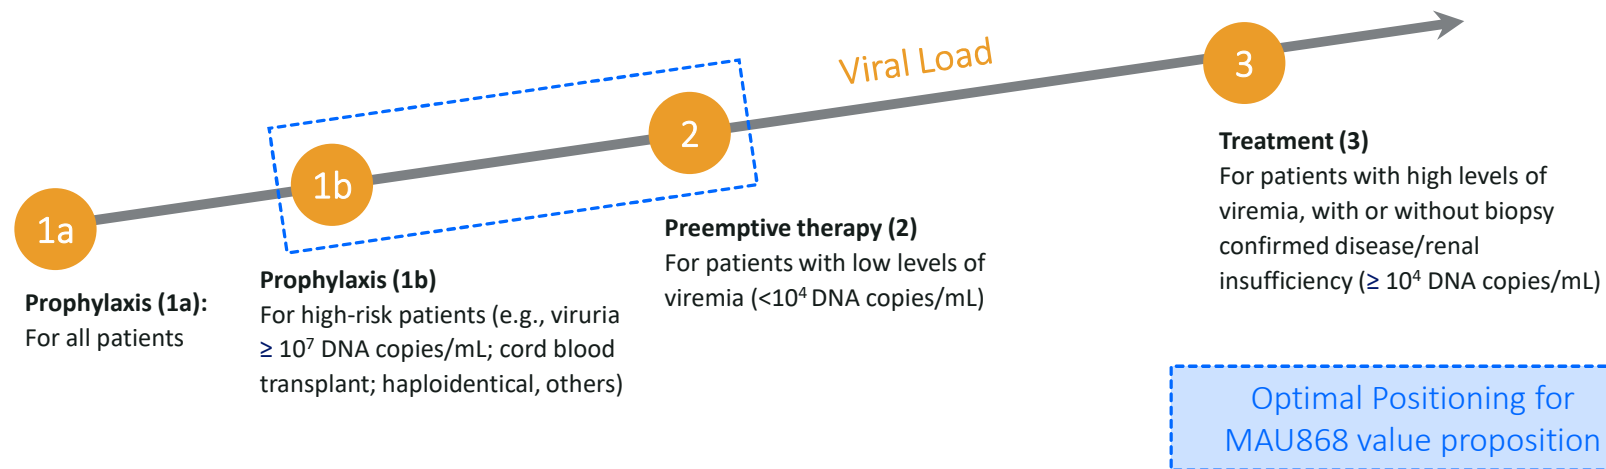 Viral Load
1a
1b
2
3
Prophylaxis (1a):
For all patients
Prophylaxis (1b)
For high-risk patients (e.g., viruria
≥ 10⁷ DNA copies/mL; cord blood
transplant; haploidentical, others)
Preemptive therapy (2)
For patients with low levels of
viremia (<10⁴ DNA copies/mL)
Treatment (3)
For patients with high levels of
viremia, with or without biopsy
confirmed disease/renal
insufficiency (≥ 10⁴ DNA copies/mL)
Optimal Positioning for
MAU868 value proposition